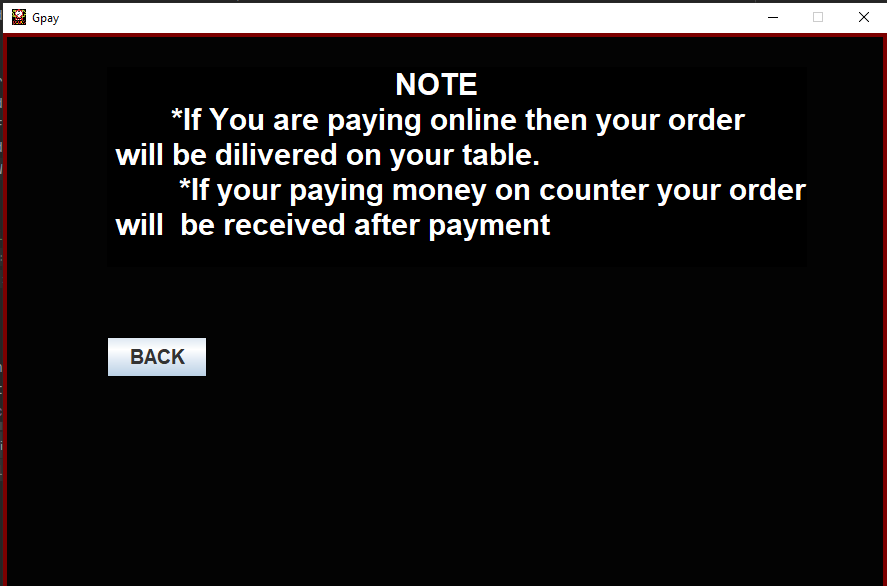 Gpay
NOTE
*If You are paying online then your order
will be dilivered on your table.
*If your paying money on counter your order
will  be received after payment
BACK